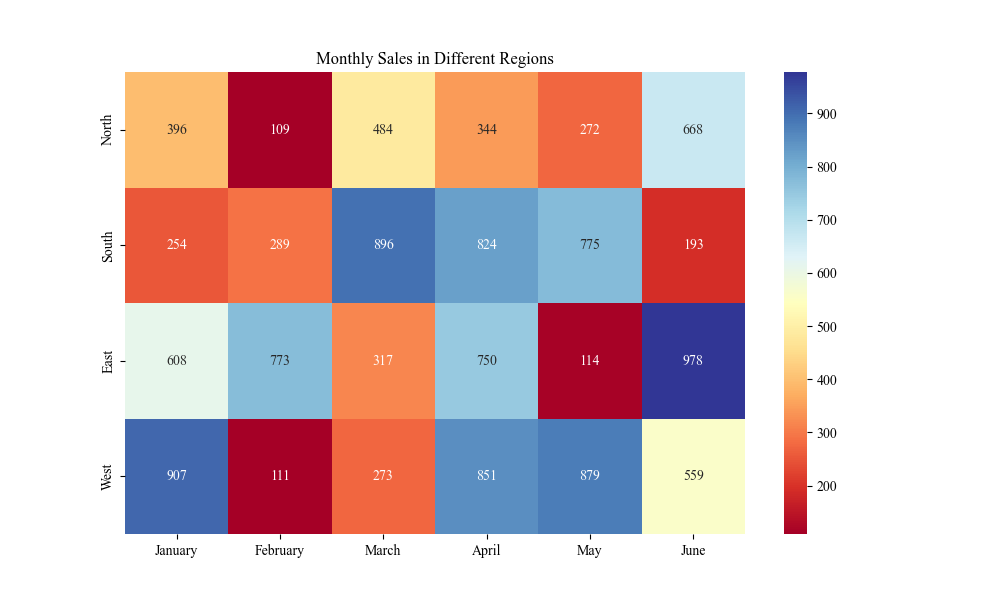 Monthly Sales in Different Regions
North
396 109 484 344 272 668
South
254 289 896 824 775 193
East
608 773 317 750 114 978
West
907 111 273 851 879 559
January February March April May June
900
800
700
600
500
400
300
200